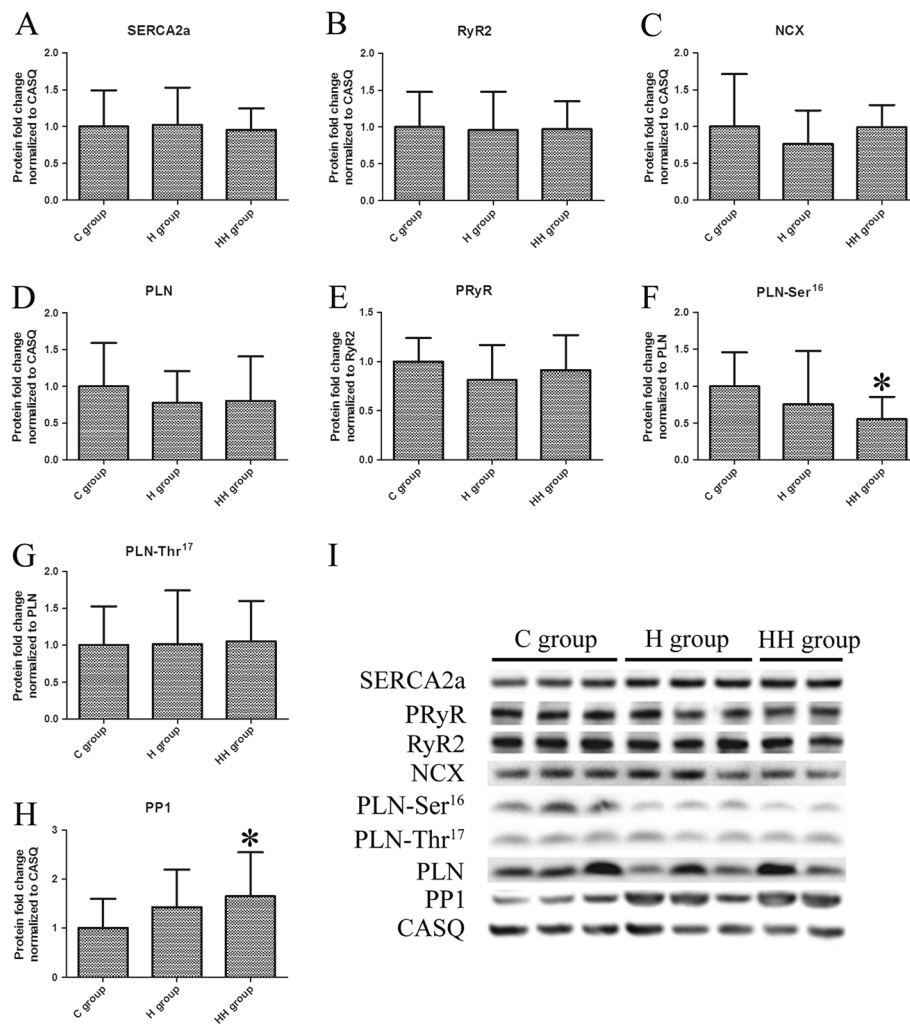 A
SERCA2a
Protein fold change
normalized to CASQ
2.0
1.5
1.0
0.5
0.0
C group
H group
HH group
B
RyR2
Protein fold change
normalized to CASQ
2.0
1.5
1.0
0.5
0.0
C group
H group
HH group
C
NCX
Protein fold change
normalized to CASQ
2.0
1.5
1.0
0.5
0.0
C group
H group
HH group
D
PLN
Protein fold change
normalized to CASQ
2.0
1.5
1.0
0.5
0.0
C group
H group
HH group
E
PRyR
Protein fold change
normalized to RyR2
1.5
1.0
0.5
0.0
C group
H group
HH group
F
PLN-Ser¹⁶
Protein fold change
normalized to PLN
2.0
1.5
1.0
0.5
0.0
*
C group
H group
HH group
G
PLN-Thr¹⁷
Protein fold change
normalized to PLN
2.0
1.5
1.0
0.5
0.0
C group
H group
HH group
H
PP1
Protein fold change
normalized to CASQ
3
2
1
0
*
C group
H group
HH group
I
C group H group HH group
SERCA2a
PRyR
RyR2
NCX
PLN-Ser¹⁶
PLN-Thr¹⁷
PLN
PP1
CASQ